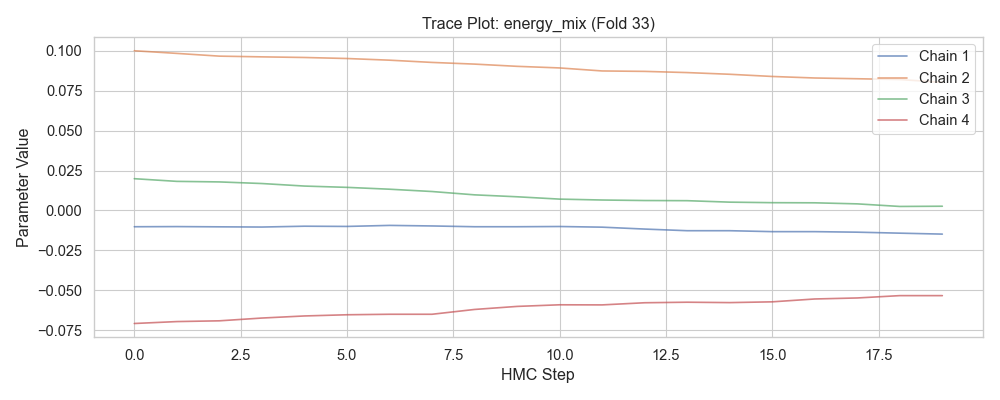 Trace Plot: energy_mix (Fold 33)
Chain 1
Chain 2
Chain 3
Chain 4
Parameter Value
0.100
0.075
0.050
0.025
0.000
−0.025
−0.050
−0.075
0.0 2.5 5.0 7.5 10.0 12.5 15.0 17.5
HMC Step